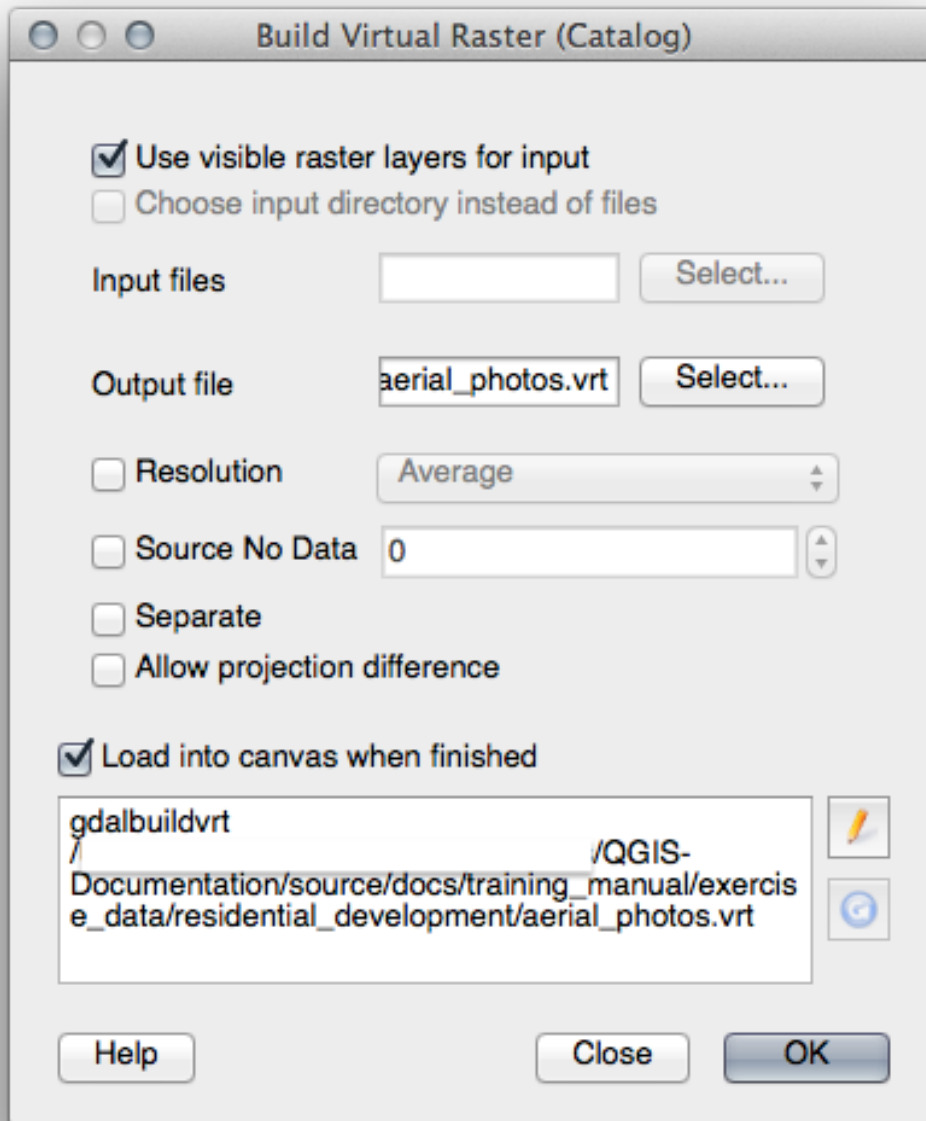 Build Virtual Raster (Catalog)
Use visible raster layers for input
Choose input directory instead of files
Input files
Select...
Output file
aerial_photos.vrt
Select...
Resolution
Average
Source No Data
0
Separate
Allow projection difference
Load into canvas when finished
gdalbuildvrt
/ /QGIS-
Documentation/source/docs/training_manual/exercis
e_data/residential_development/aerial_photos.vrt
Help
Close
OK